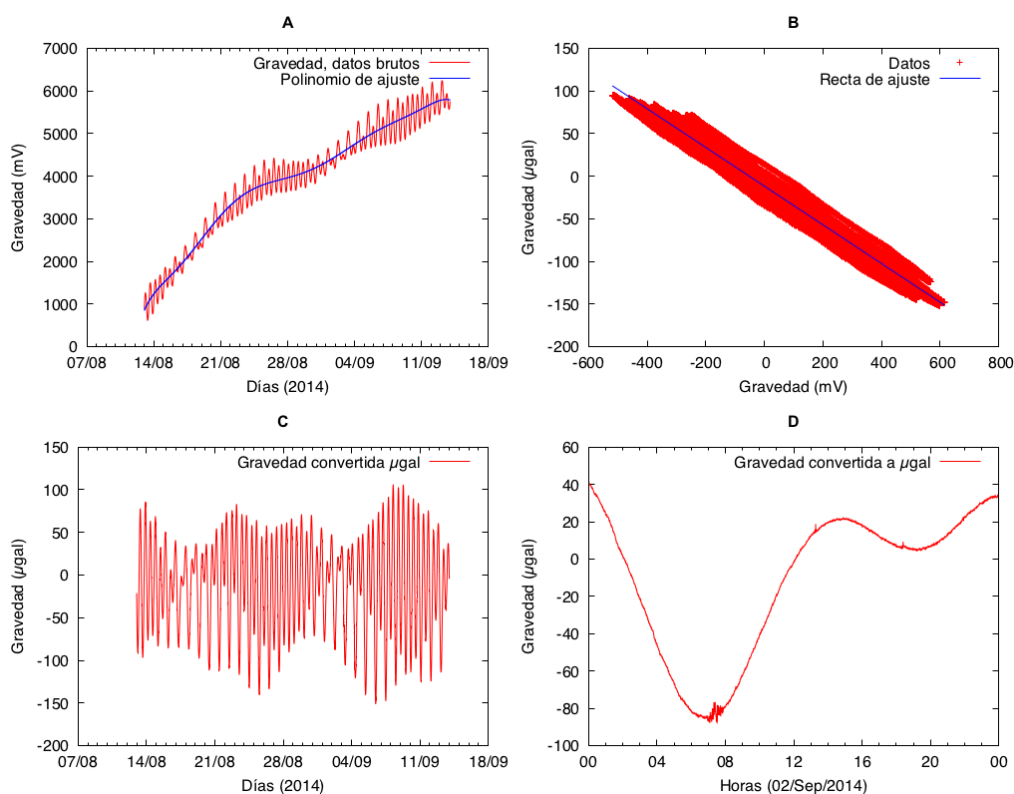 A
7000
6000
5000
4000
3000
2000
1000
0
Gravedad (mV)
Gravedad, datos brutos
Polinomio de ajuste
07/08 14/08 21/08 28/08 04/09 11/09 18/09
Días (2014)
B
150
100
50
0
-50
-100
-150
-200
Gravedad (µgal)
Datos
Recta de ajuste
-600 -400 -200 0 200 400 600 800
Gravedad (mV)
C
150
100
50
0
-50
-100
-150
-200
Gravedad (µgal)
Gravedad convertida µgal
07/08 14/08 21/08 28/08 04/09 11/09 18/09
Días (2014)
D
60
40
20
0
-20
-40
-60
-80
-100
Gravedad (µgal)
Gravedad convertida a µgal
00 04 08 12 16 20 00
Horas (02/Sep/2014)